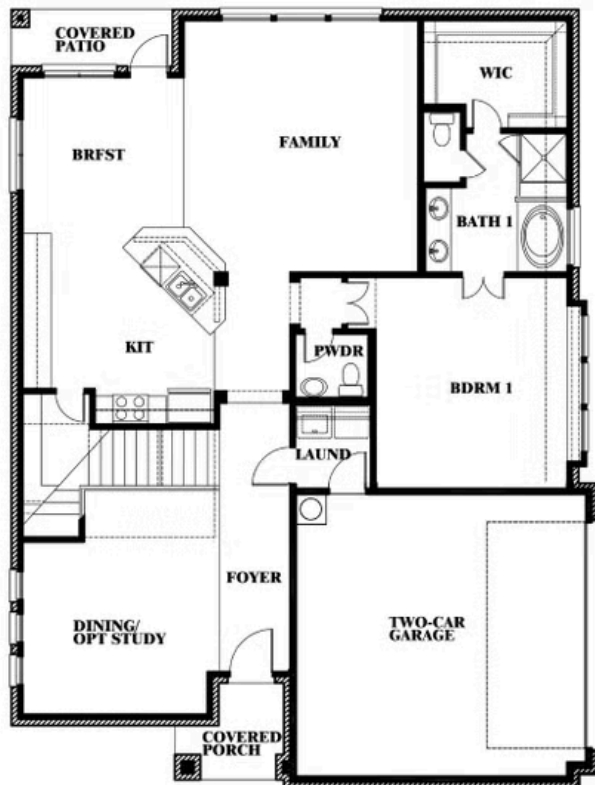 COVERED
PATIO
WIC
BRFST
FAMILY
BATH 1
KIT
PWDR
BDRM 1
LAUND
FOYER
DINING/
OPT STUDY
TWO-CAR
GARAGE
COVERED
PORCH